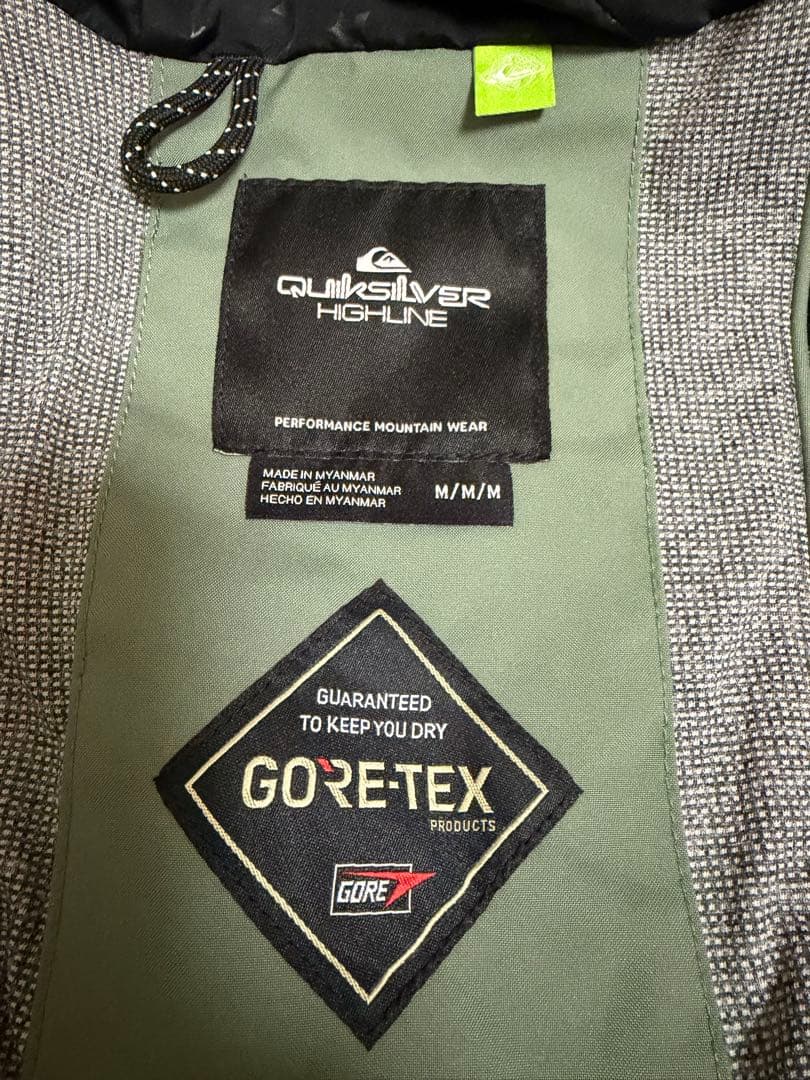 QUIKSILVER
HIGHLINE
PERFORMANCE MOUNTAIN WEAR
MADE IN MYANMAR
FABRIQUÉ AU MYANMAR
HECHO EN MYANMAR
M/M/M
GUARANTEED
TO KEEP YOU DRY
GORE-TEX
PRODUCTS
GORE